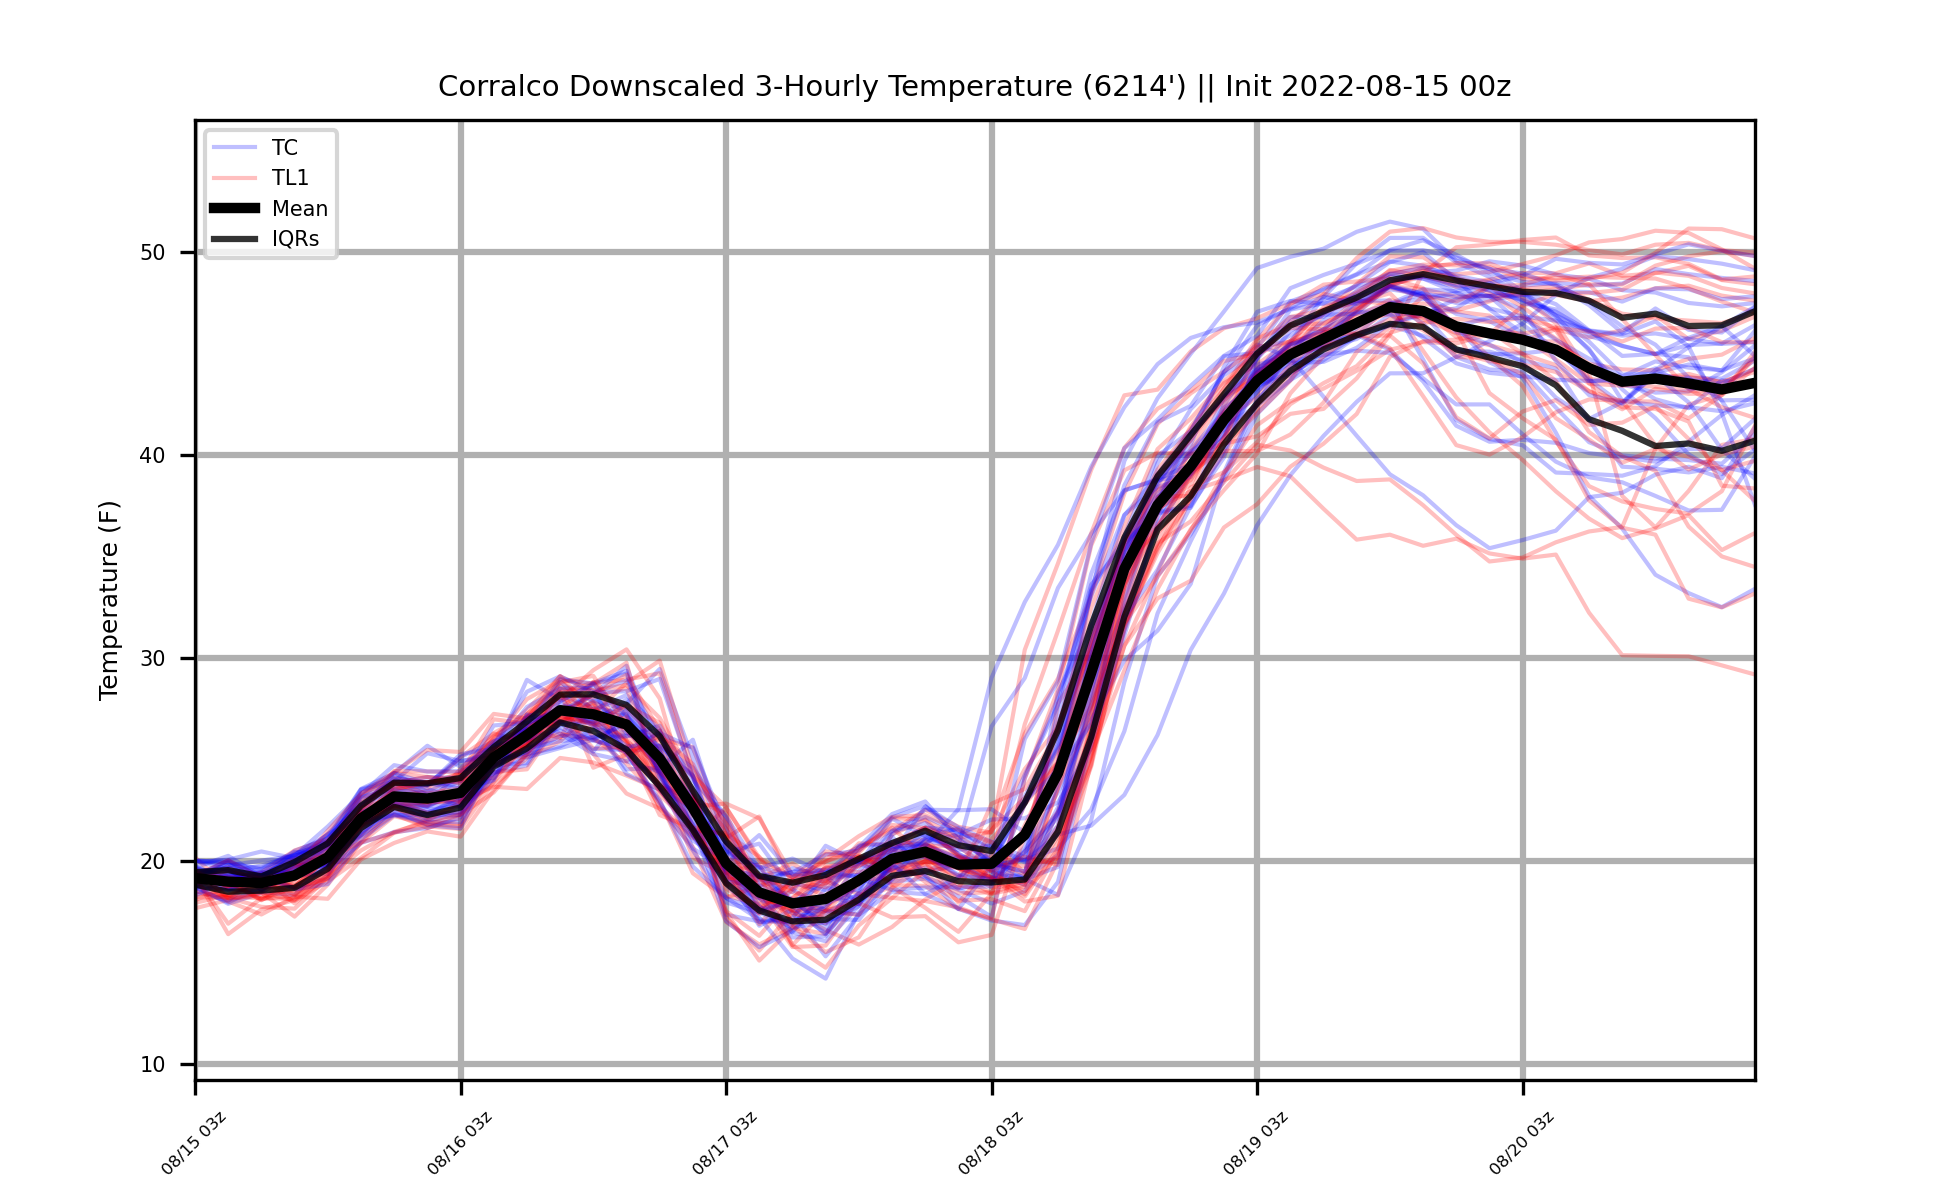 Corralco Downscaled 3-Hourly Temperature (6214') || Init 2022-08-15 00z
TC
TL1
Mean
IQRs
Temperature (F)
50
40
30
20
10
08/15 03z
08/16 03z
08/17 03z
08/18 03z
08/19 03z
08/20 03z